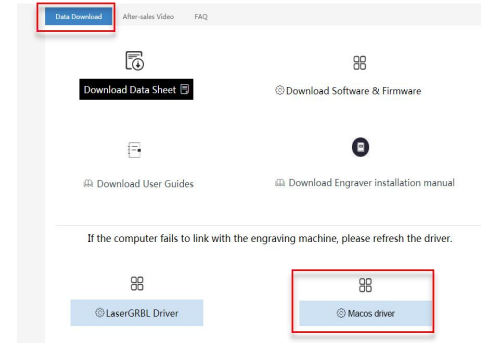 Data Download After-sales Video FAQ
Download Data Sheet
Download Software & Firmware
Download User Guides
Download Engraver installation manual
If the computer fails to link with the engraving machine, please refresh the driver.
LaserGRBL Driver
Macos driver